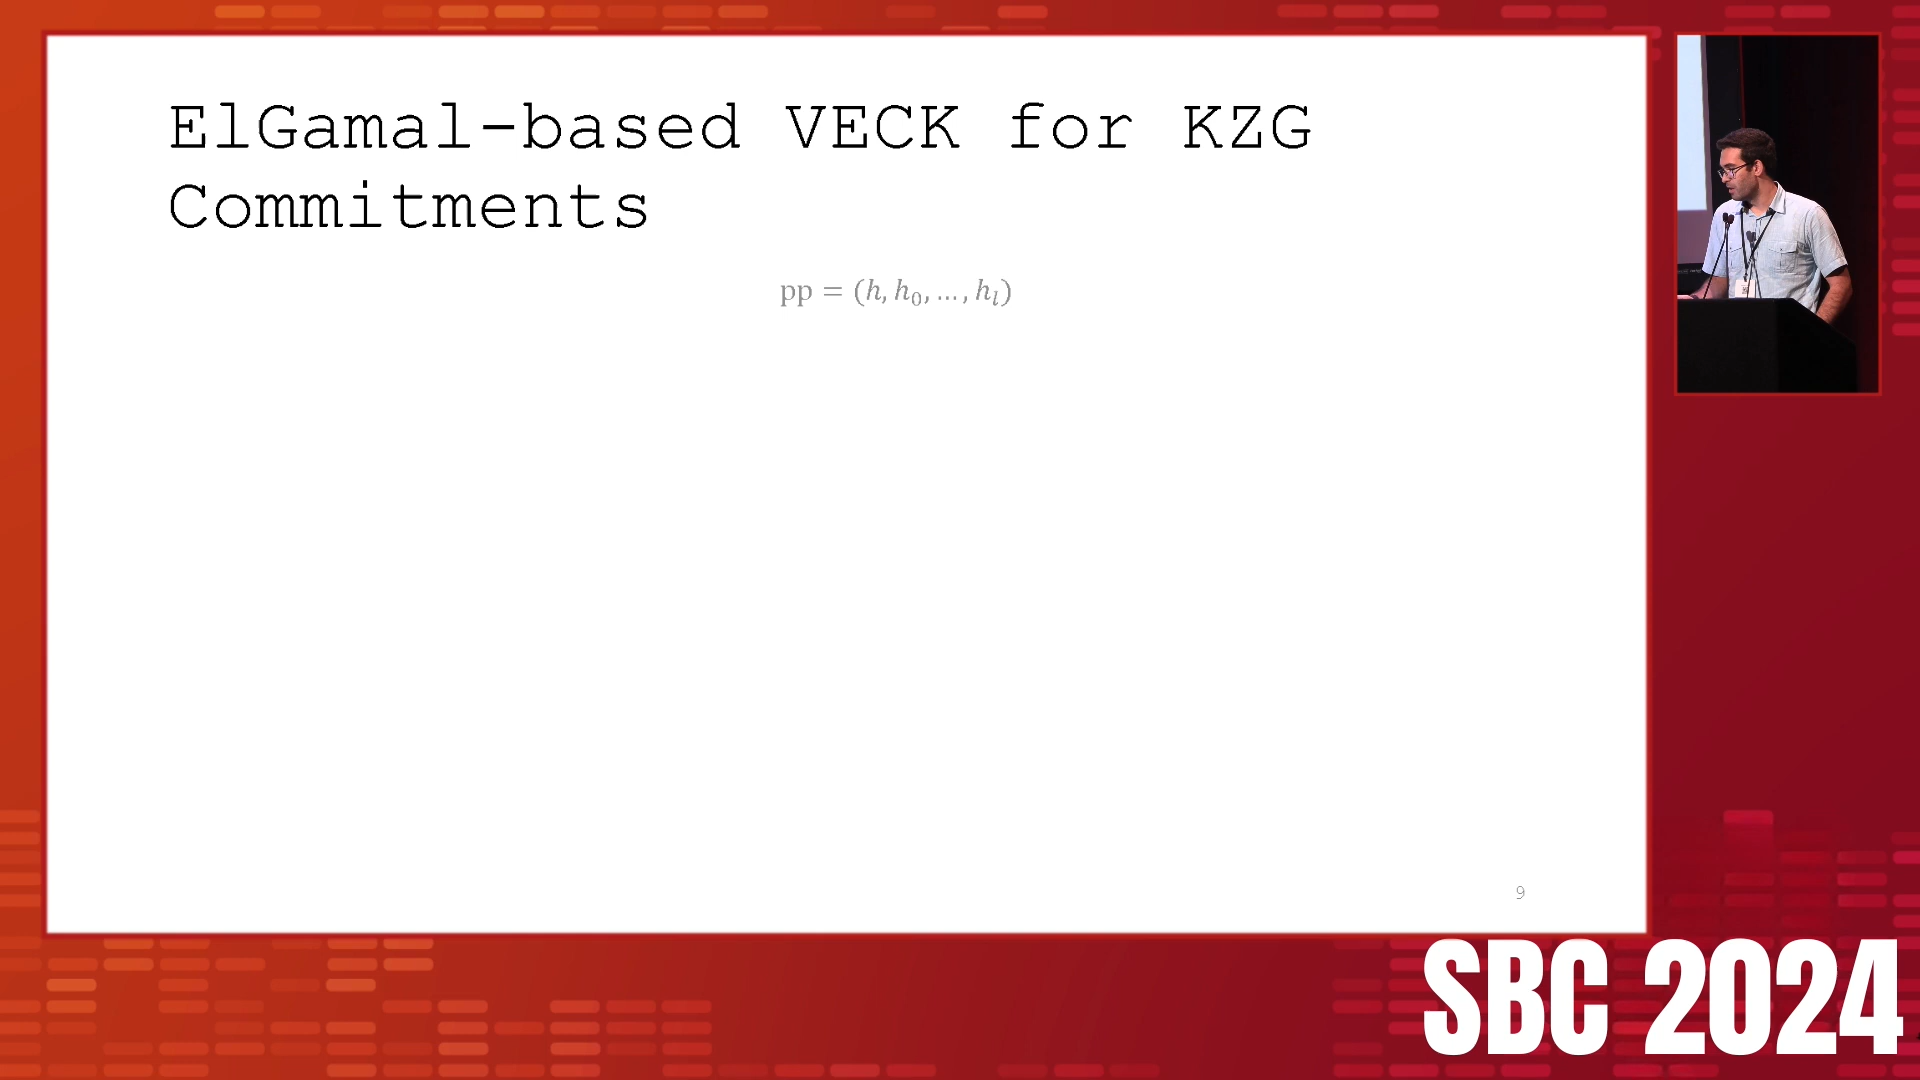 ElGamal-based VECK for KZG
Commitments
pp = (h, h₀, … , hₗ)
9
SBC 2024